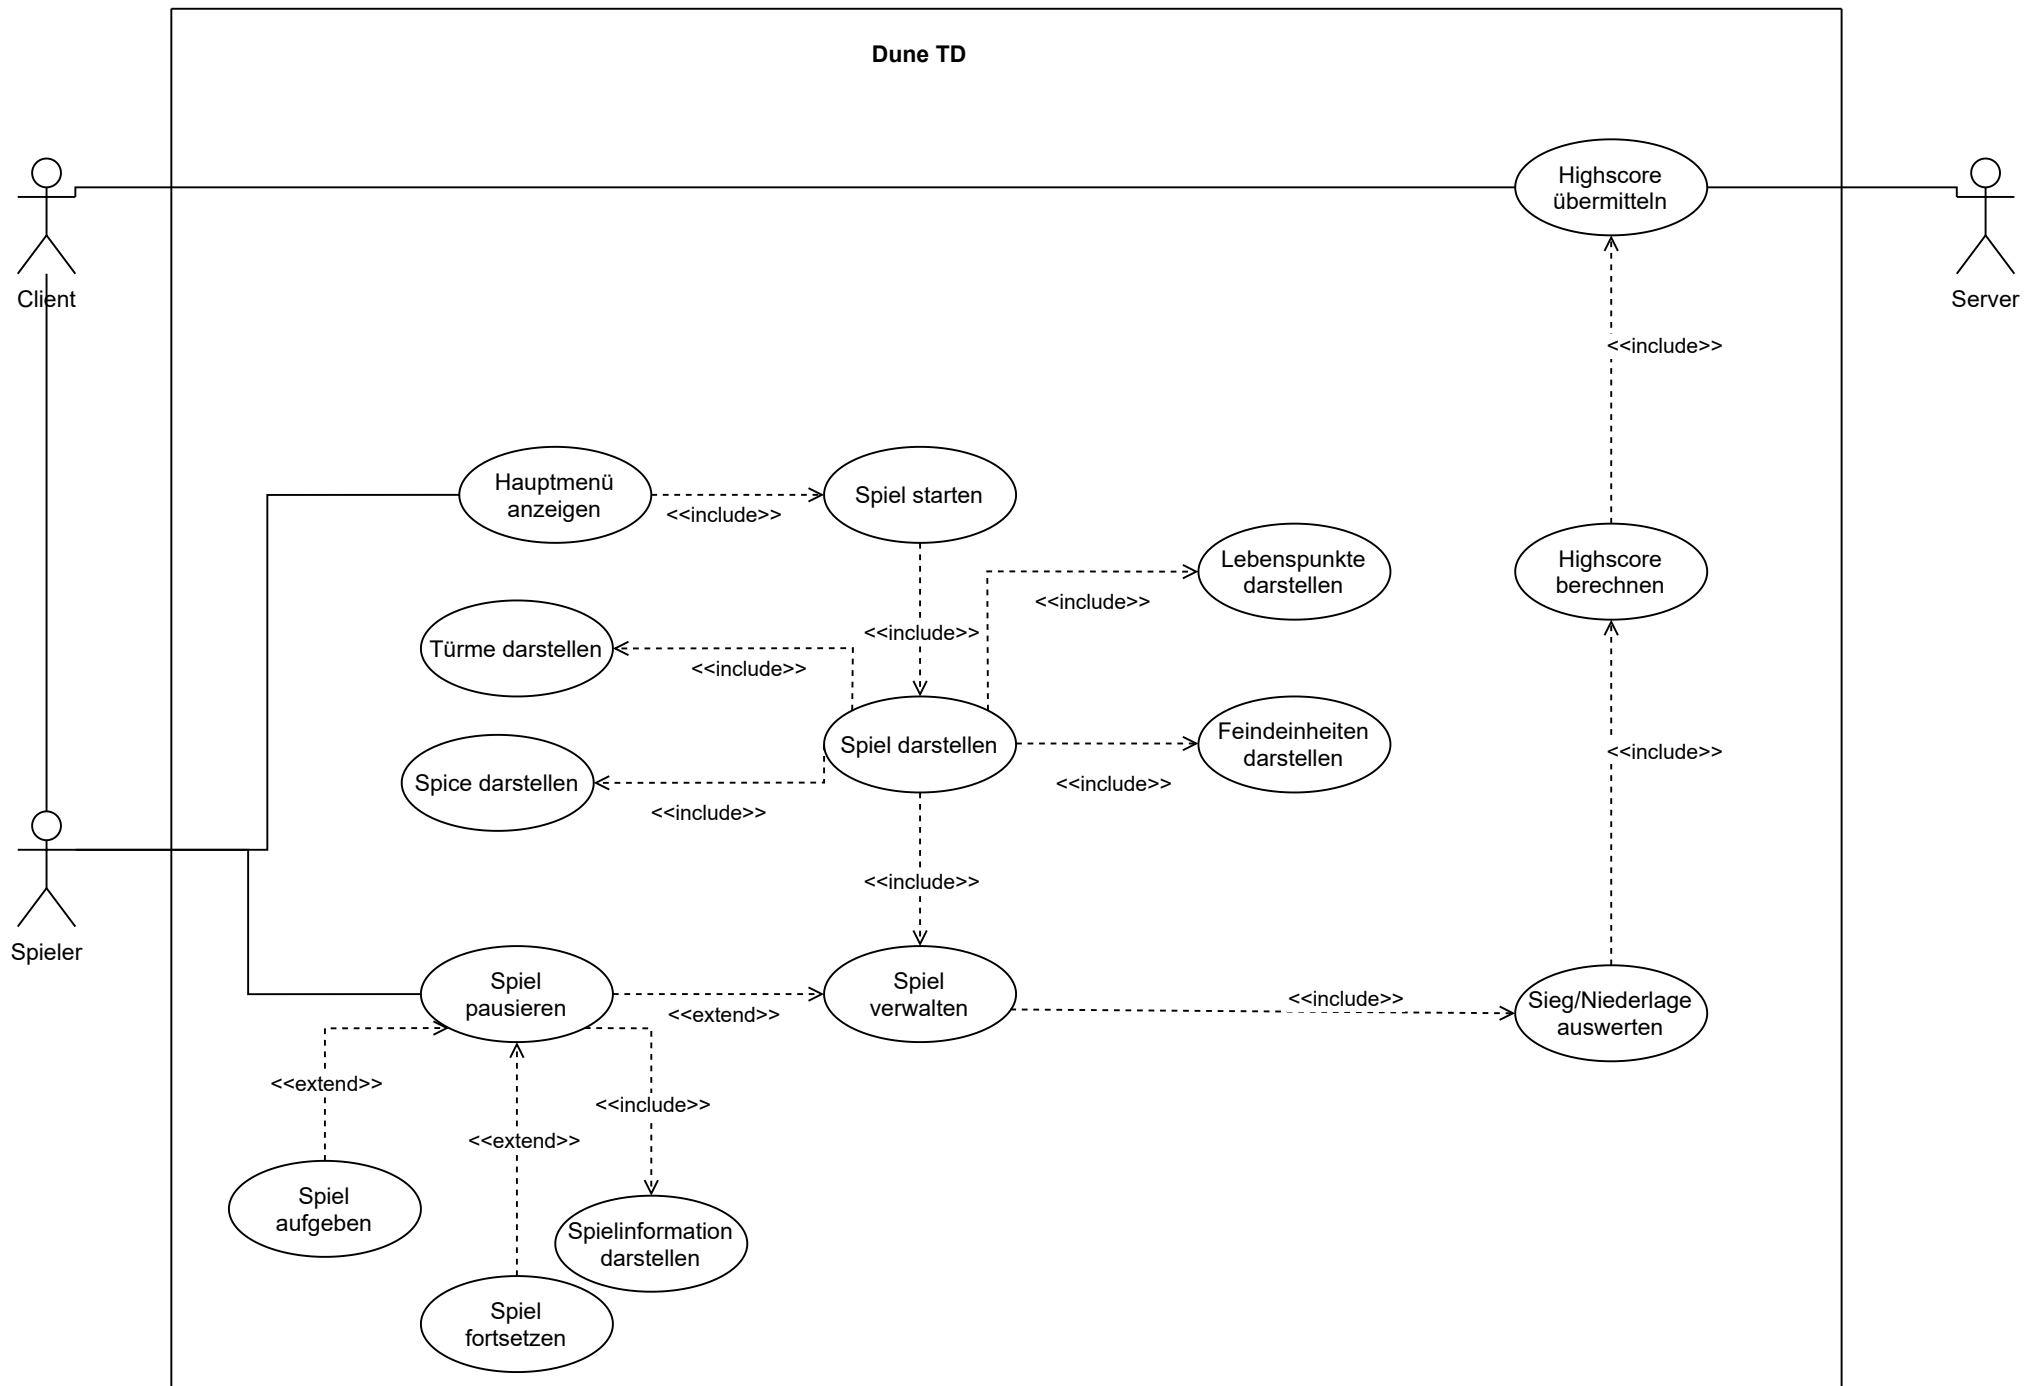 Dune TD
Highscore
übermitteln
Client
Server
<<include>>
Hauptmenü
anzeigen
<<include>>
Spiel starten
Lebenspunkte
darstellen
<<include>>
Highscore
berechnen
Türme darstellen
<<include>>
<<include>>
Spice darstellen
<<include>>
Spiel darstellen
<<include>>
Feindeinheiten
darstellen
<<include>>
<<include>>
Spieler
Spiel
pausieren
<<extend>>
Spiel
verwalten
<<include>>
Sieg/Niederlage
auswerten
<<extend>>
<<extend>>
<<include>>
Spiel
aufgeben
Spielinformation
darstellen
Spiel
fortsetzen